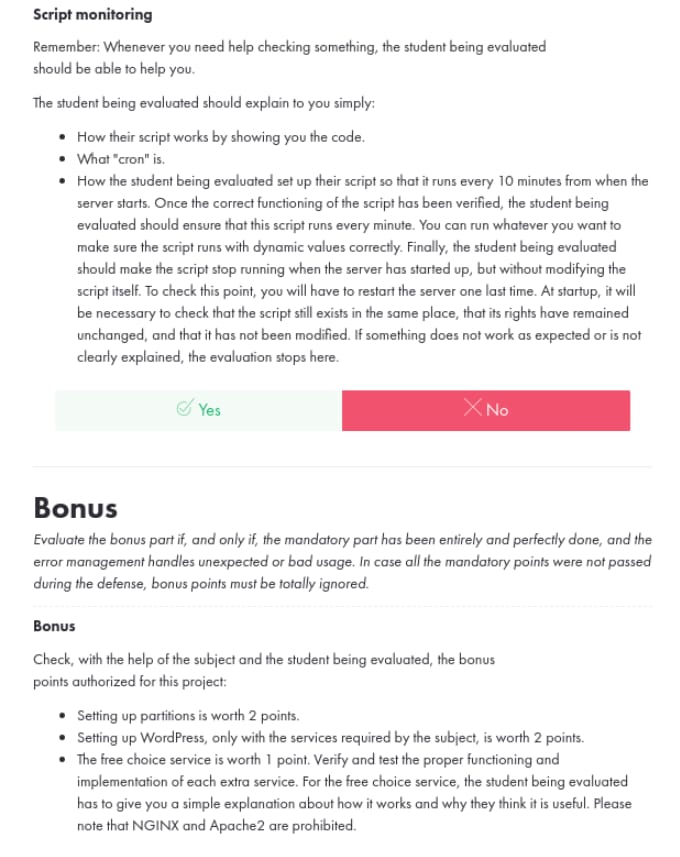 Script monitoring
Remember: Whenever you need help checking something, the student being evaluated
should be able to help you.
The student being evaluated should explain to you simply:
• How their script works by showing you the code.
• What "cron" is.
• How the student being evaluated set up their script so that it runs every 10 minutes from when the
server starts. Once the correct functioning of the script has been verified, the student being
evaluated should ensure that this script runs every minute. You can run whatever you want to
make sure the script runs with dynamic values correctly. Finally, the student being evaluated
should make the script stop running when the server has started up, but without modifying the
script itself. To check this point, you will have to restart the server one last time. At startup, it will
be necessary to check that the script still exists in the same place, that its rights have remained
unchanged, and that it has not been modified. If something does not work as expected or is not
clearly explained, the evaluation stops here.
Yes
No
Bonus
Evaluate the bonus part if, and only if, the mandatory part has been entirely and perfectly done, and the
error management handles unexpected or bad usage. In case all the mandatory points were not passed
during the defense, bonus points must be totally ignored.
Bonus
Check, with the help of the subject and the student being evaluated, the bonus
points authorized for this project:
• Setting up partitions is worth 2 points.
• Setting up WordPress, only with the services required by the subject, is worth 2 points.
• The free choice service is worth 1 point. Verify and test the proper functioning and
implementation of each extra service. For the free choice service, the student being evaluated
has to give you a simple explanation about how it works and why they think it is useful. Please
note that NGINX and Apache2 are prohibited.